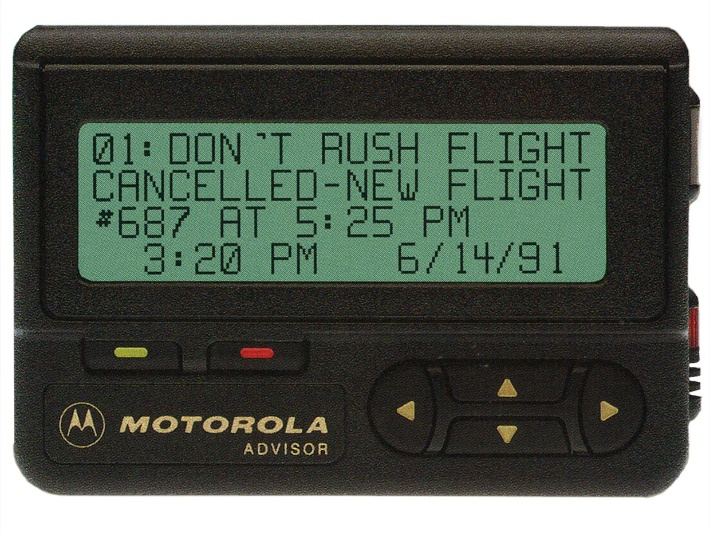 01: DON'T RUSH FLIGHT
CANCELLED-NEW FLIGHT
#687 AT 5:25 PM
3:20 PM 6/14/91
MOTOROLA
ADVISOR